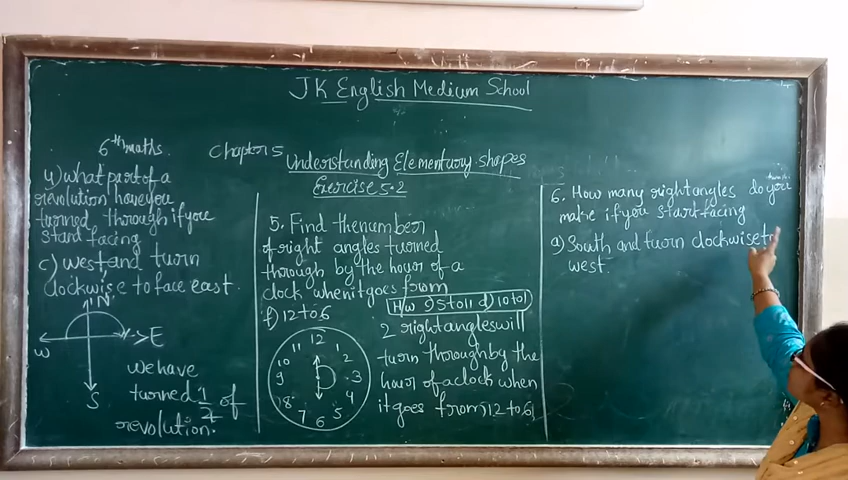 JK English Medium School
6th maths.
Chapter 5
Understanding Elementary shapes
Exercise 5.2
4) what part of a
revolution have you
turned through if you
start facing
c) west and turn
clockwise to face east.
N
W
E
S
we have
turned 1/2 of
revolution.
5. Find the number
of right angles turned
through by the hour of a
clock when it goes from
H/w c) 5 to 11 d) 10 to 1
f) 12 to 6
12
11
1
10
2
9
3
8
4
7
5
6
2 right angles will
turn through by the
hour of a clock when
it goes from 12 to 6
6. How many right angles do you
make if you start facing
a) South and turn clockwise to
west.